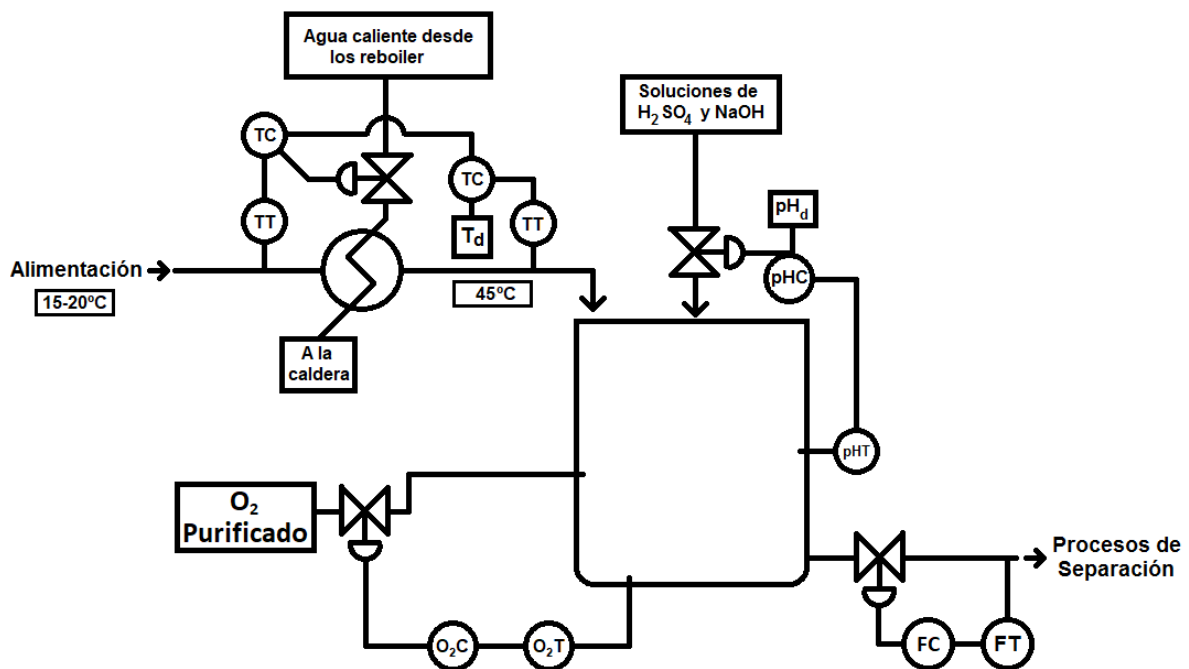 Agua caliente desde
los reboiler
Soluciones de
H2SO4 y NaOH
TC
TC
pHd
TT
Td
TT
pHC
Alimentación
15-20ºC
45ºC
A la
caldera
pHT
O2
Purificado
Procesos de
Separación
O2C
O2T
FC
FT